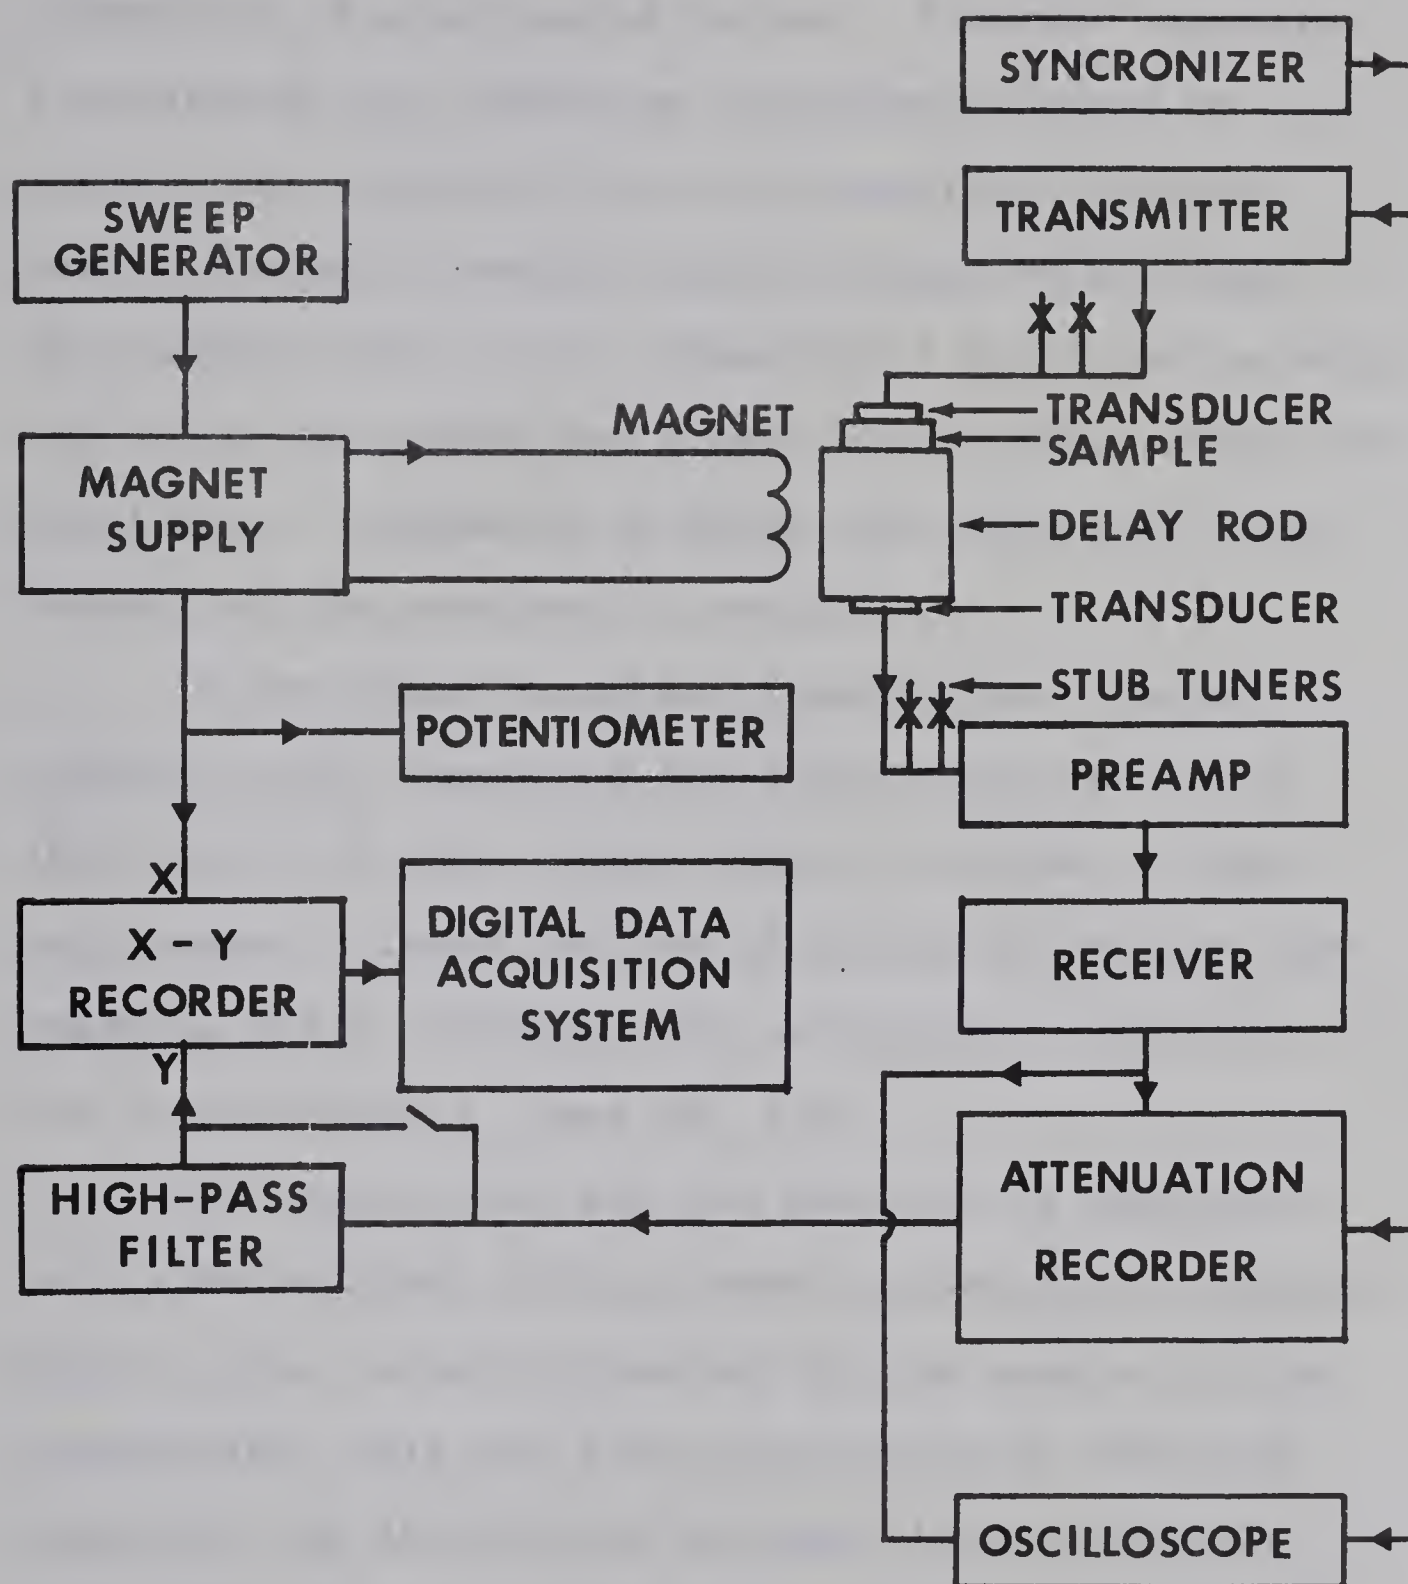 SYNCRONIZER
TRANSMITTER
SWEEP
GENERATOR
MAGNET
TRANSDUCER
SAMPLE
MAGNET
SUPPLY
DELAY ROD
TRANSDUCER
STUB TUNERS
POTENTIOMETER
PREAMP
X
X-Y
RECORDER
DIGITAL DATA
ACQUISITION
SYSTEM
RECEIVER
Y
HIGH-PASS
FILTER
ATTENUATION
RECORDER
OSCILLOSCOPE